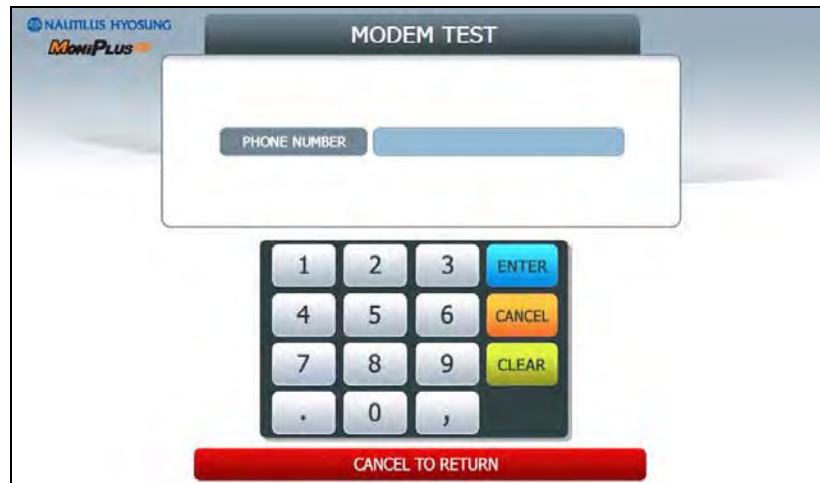 NAUTILUS HYOSUNG
MoniPlus
MODEM TEST
PHONE NUMBER
1 2 3 ENTER
4 5 6 CANCEL
7 8 9 CLEAR
. 0 ,
CANCEL TO RETURN